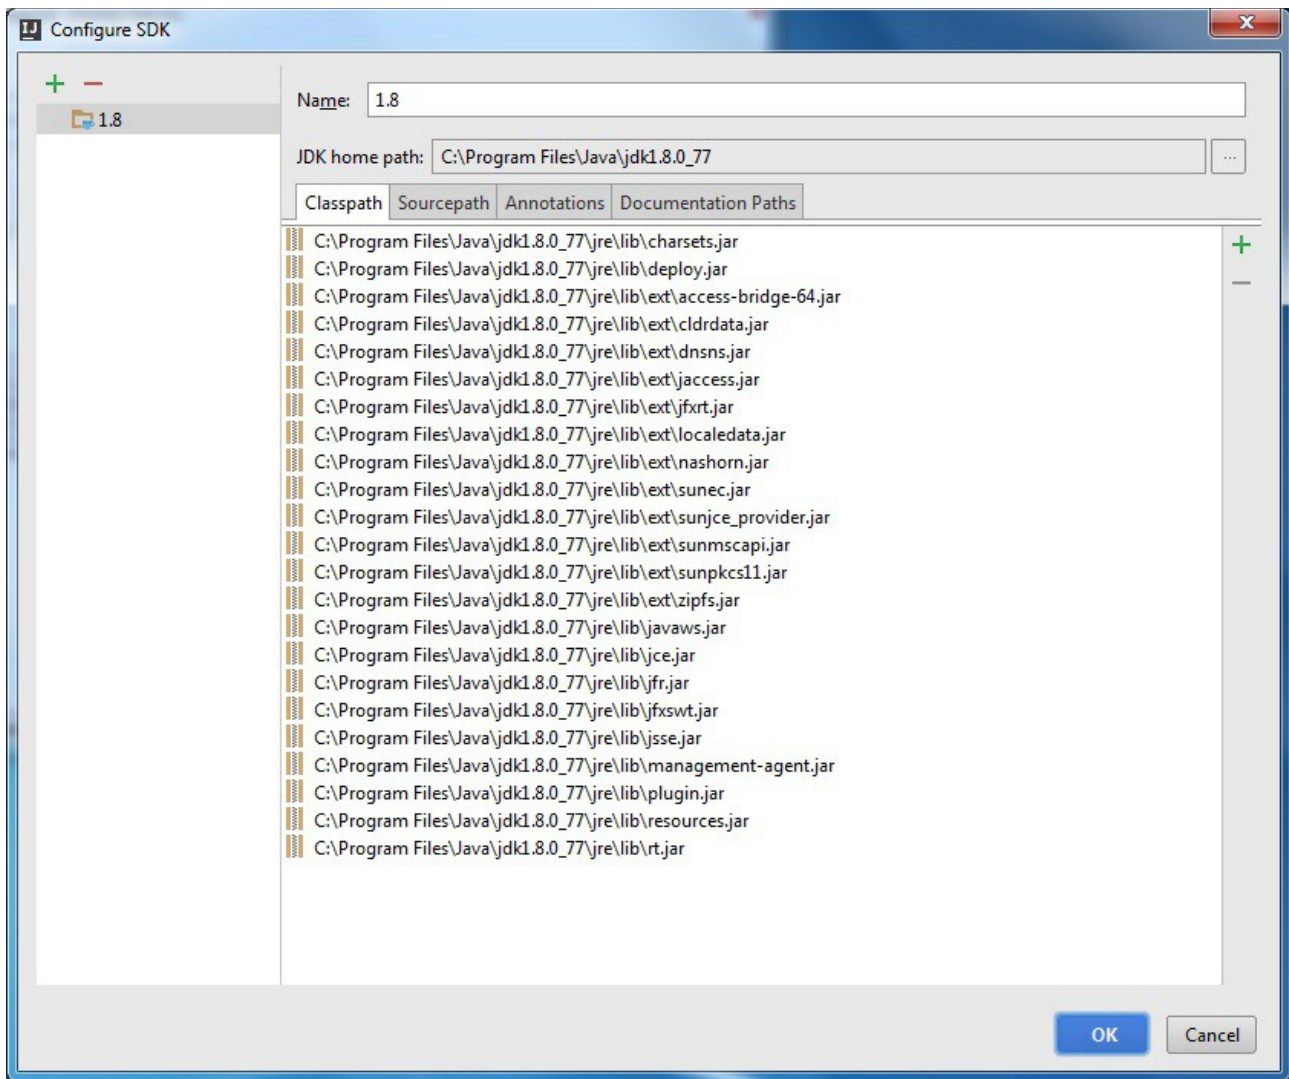 IJ Configure SDK
1.8
Name: 1.8
JDK home path: C:\Program Files\Java\jdk1.8.0_77 ...
Classpath Sourcepath Annotations Documentation Paths
C:\Program Files\Java\jdk1.8.0_77\jre\lib\charsets.jar
C:\Program Files\Java\jdk1.8.0_77\jre\lib\deploy.jar
C:\Program Files\Java\jdk1.8.0_77\jre\lib\ext\access-bridge-64.jar
C:\Program Files\Java\jdk1.8.0_77\jre\lib\ext\cldrdata.jar
C:\Program Files\Java\jdk1.8.0_77\jre\lib\ext\dnsns.jar
C:\Program Files\Java\jdk1.8.0_77\jre\lib\ext\jaccess.jar
C:\Program Files\Java\jdk1.8.0_77\jre\lib\ext\jfxrt.jar
C:\Program Files\Java\jdk1.8.0_77\jre\lib\ext\localedata.jar
C:\Program Files\Java\jdk1.8.0_77\jre\lib\ext\nashorn.jar
C:\Program Files\Java\jdk1.8.0_77\jre\lib\ext\sunec.jar
C:\Program Files\Java\jdk1.8.0_77\jre\lib\ext\sunjce_provider.jar
C:\Program Files\Java\jdk1.8.0_77\jre\lib\ext\sunmscapi.jar
C:\Program Files\Java\jdk1.8.0_77\jre\lib\ext\sunpkcs11.jar
C:\Program Files\Java\jdk1.8.0_77\jre\lib\ext\zipfs.jar
C:\Program Files\Java\jdk1.8.0_77\jre\lib\javaws.jar
C:\Program Files\Java\jdk1.8.0_77\jre\lib\jce.jar
C:\Program Files\Java\jdk1.8.0_77\jre\lib\jfr.jar
C:\Program Files\Java\jdk1.8.0_77\jre\lib\jfxswt.jar
C:\Program Files\Java\jdk1.8.0_77\jre\lib\jsse.jar
C:\Program Files\Java\jdk1.8.0_77\jre\lib\management-agent.jar
C:\Program Files\Java\jdk1.8.0_77\jre\lib\plugin.jar
C:\Program Files\Java\jdk1.8.0_77\jre\lib\resources.jar
C:\Program Files\Java\jdk1.8.0_77\jre\lib\rt.jar
OK Cancel